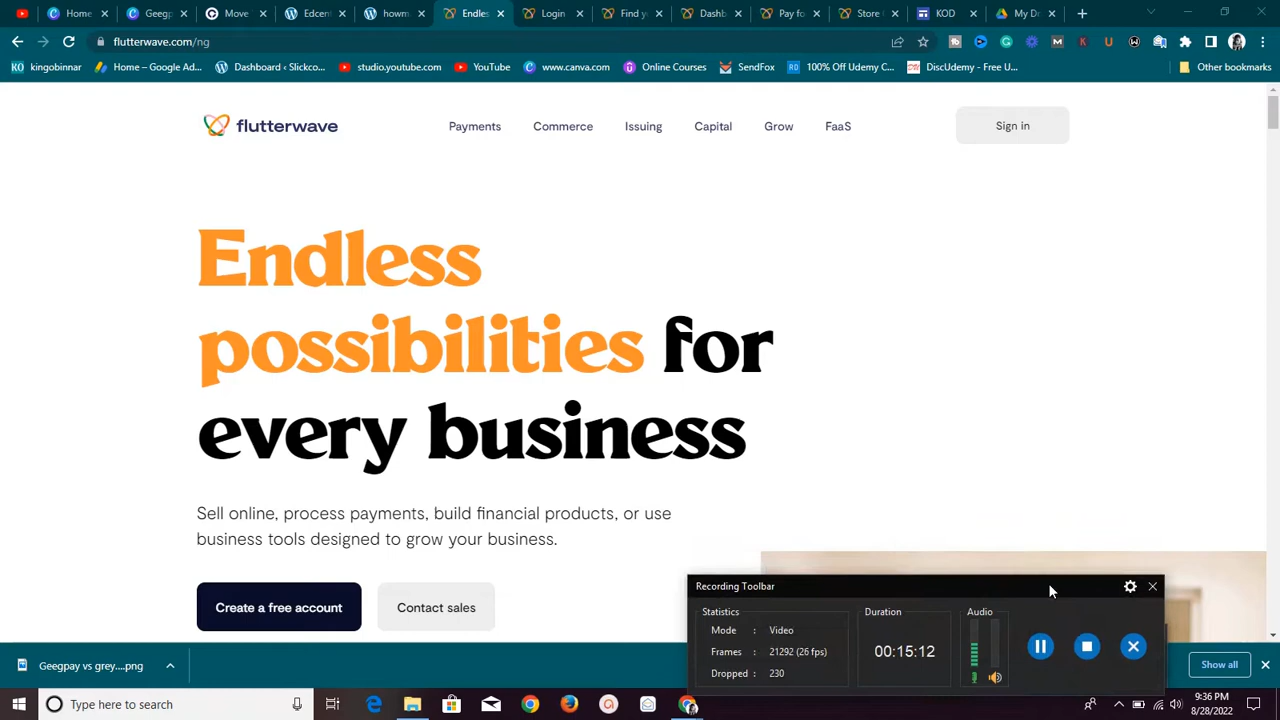 Home
Geegp
Move
Edcent
howm
Endles
Login
Find y
Dashb
Pay fo
Store
KOD
My Dr
flutterwave.com/ng
kingobinnar
Home – Google Ad...
Dashboard ‹ Slickco...
studio.youtube.com
YouTube
www.canva.com
Online Courses
SendFox
100% Off Udemy C...
DiscUdemy - Free U...
Other bookmarks
flutterwave
Payments
Commerce
Issuing
Capital
Grow
FaaS
Sign in
Endless
possibilities for
every business
Sell online, process payments, build financial products, or use
business tools designed to grow your business.
Create a free account
Contact sales
Recording Toolbar
Statistics
Mode : Video
Frames : 21292 (26 fps)
Dropped : 230
Duration
00:15:12
Audio
Geegpay vs grey....png
Show all
Type here to search
9:36 PM
8/28/2022